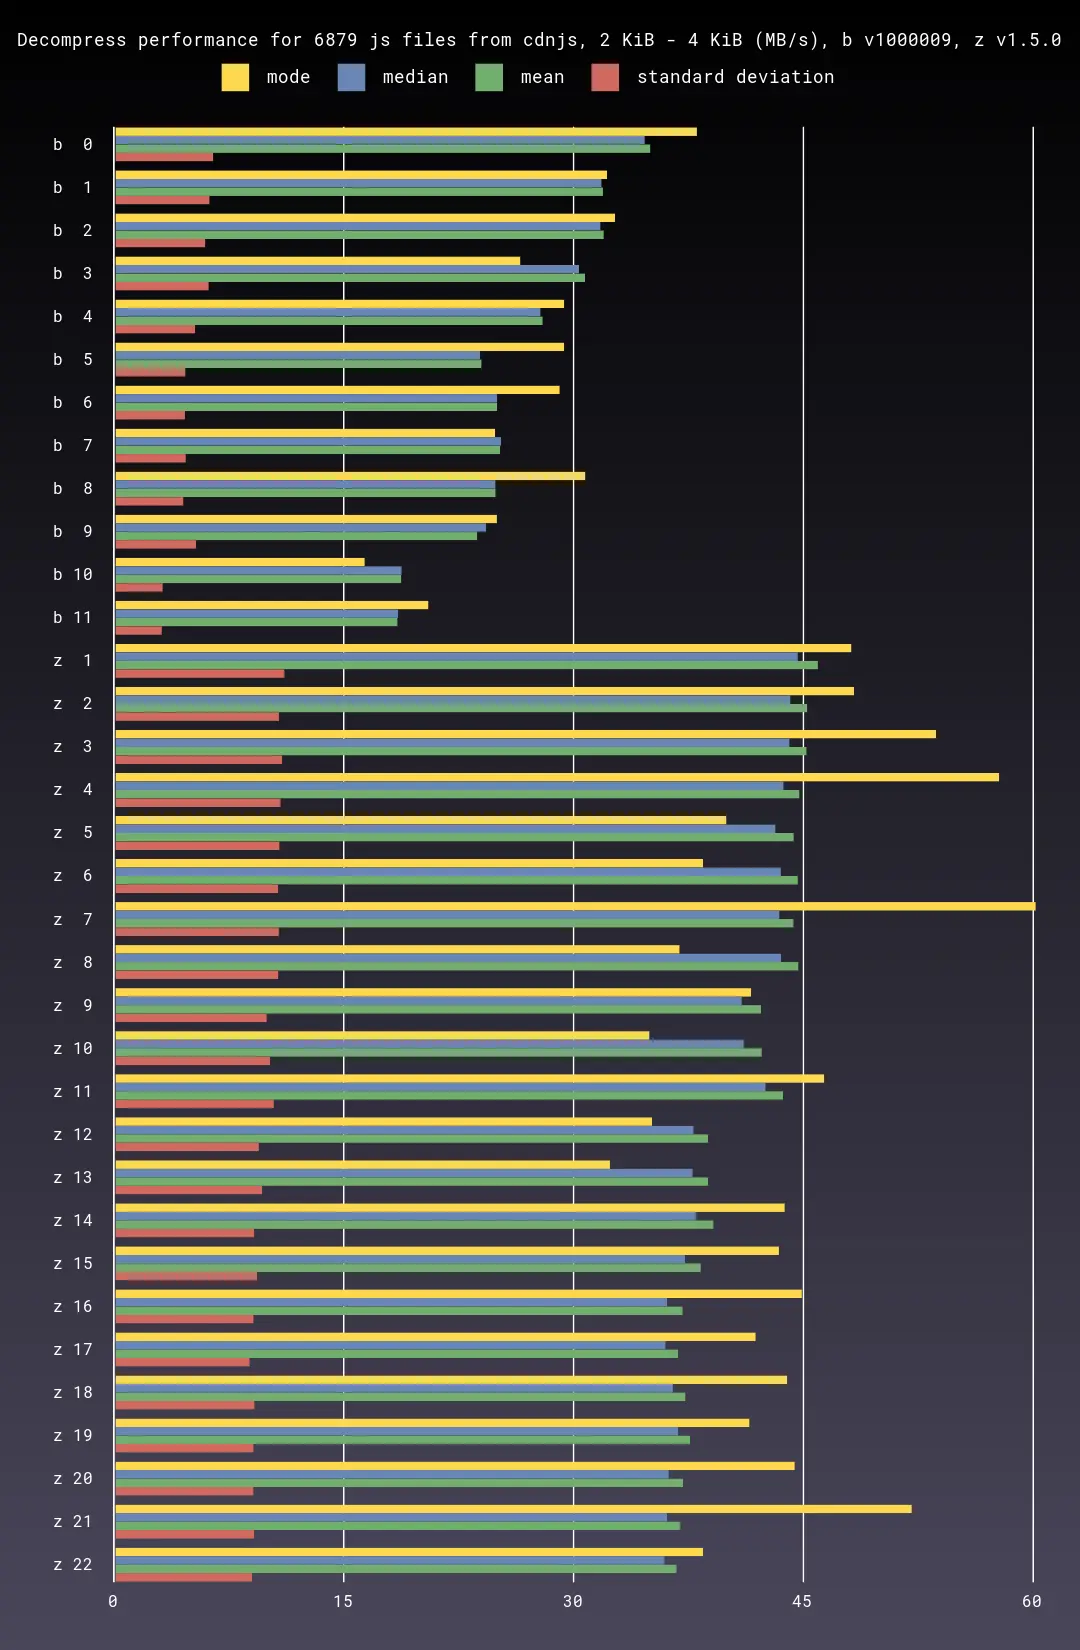 Decompress performance for 6879 js files from cdnjs, 2 KiB - 4 KiB (MB/s), b v1000009, z v1.5.0
mode median mean standard deviation
b 0
b 1
b 2
b 3
b 4
b 5
b 6
b 7
b 8
b 9
b 10
b 11
z 1
z 2
z 3
z 4
z 5
z 6
z 7
z 8
z 9
z 10
z 11
z 12
z 13
z 14
z 15
z 16
z 17
z 18
z 19
z 20
z 21
z 22
0 15 30 45 60